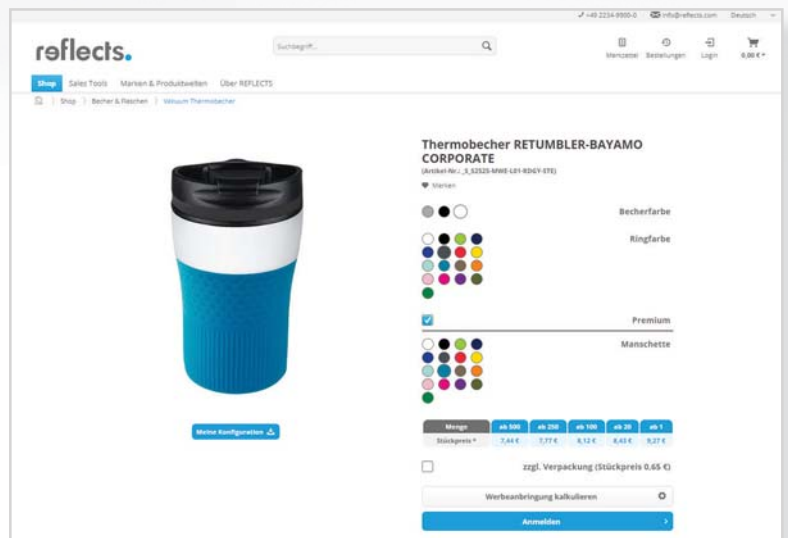 +49 2234-9900-0 info@reflects.com Deutsch
reflects.
Suchbegriff...
Merkzettel Bestellungen Login 0,00 € *
Shop Sales Tools Marken & Produktwelten Über REFLECTS
Shop Becher & Flaschen Vakuum Thermobecher
Thermobecher RETUMBLER-BAYAMO
CORPORATE
Merken
Becherfarbe
Ringfarbe
Premium
Manschette
Meine Konfiguration
Menge ab 500 ab 250 ab 100 ab 20 ab 1
Stückpreis * 7,44 € 7,77 € 8,12 € 8,43 € 9,27 €
zzgl. Verpackung (Stückpreis 0,65 €)
Werbeanbringung kalkulieren
Anmelden